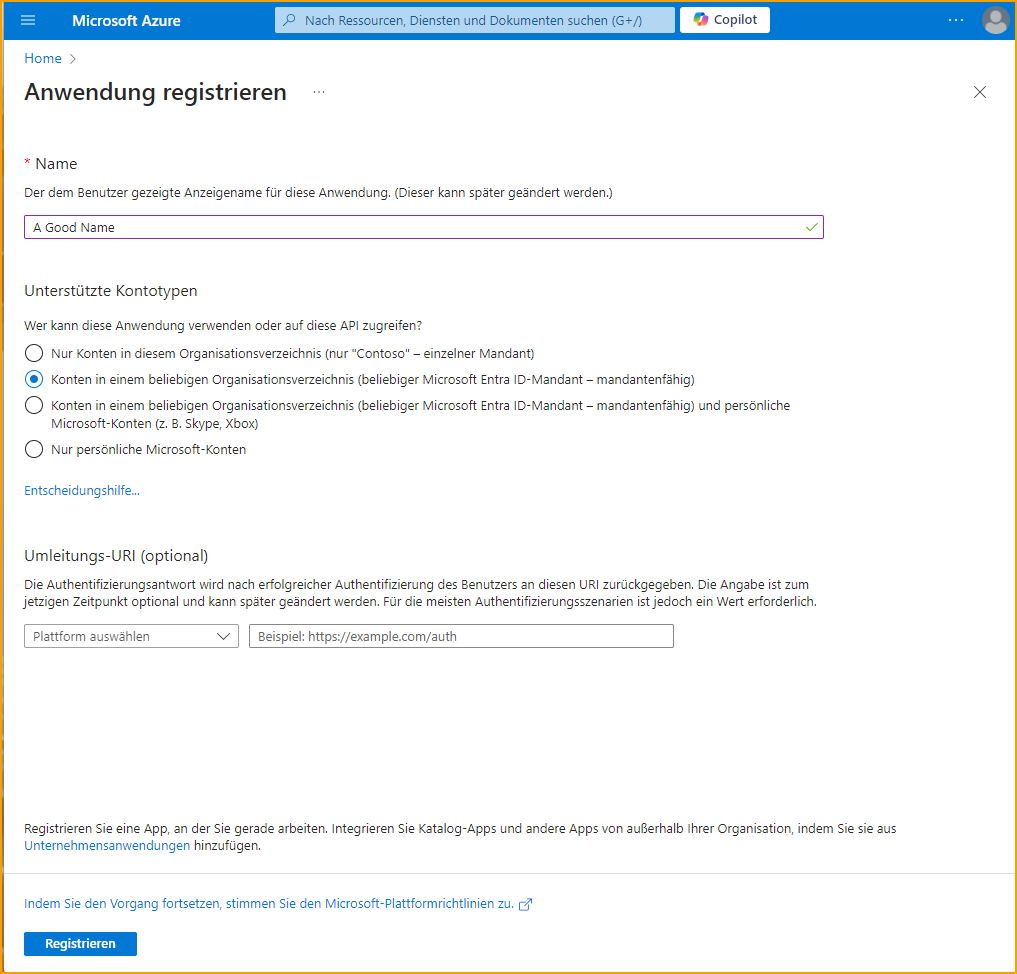 Microsoft Azure
Nach Ressourcen, Diensten und Dokumenten suchen (G+/)
Copilot
Home
Anwendung registrieren
* Name
Der dem Benutzer gezeigte Anzeigename für diese Anwendung. (Dieser kann später geändert werden.)
A Good Name
Unterstützte Kontotypen
Wer kann diese Anwendung verwenden oder auf diese API zugreifen?
Nur Konten in diesem Organisationsverzeichnis (nur "Contoso" – einzelner Mandant)
Konten in einem beliebigen Organisationsverzeichnis (beliebiger Microsoft Entra ID-Mandant – mandantenfähig)
Konten in einem beliebigen Organisationsverzeichnis (beliebiger Microsoft Entra ID-Mandant – mandantenfähig) und persönliche
Microsoft-Konten (z. B. Skype, Xbox)
Nur persönliche Microsoft-Konten
Entscheidungshilfe...
Umleitungs-URI (optional)
Die Authentifizierungsantwort wird nach erfolgreicher Authentifizierung des Benutzers an diesen URI zurückgegeben. Die Angabe ist zum
jetzigen Zeitpunkt optional und kann später geändert werden. Für die meisten Authentifizierungsszenarien ist jedoch ein Wert erforderlich.
Plattform auswählen
Beispiel: https://example.com/auth
Registrieren Sie eine App, an der Sie gerade arbeiten. Integrieren Sie Katalog-Apps und andere Apps von außerhalb Ihrer Organisation, indem Sie sie aus
Unternehmensanwendungen hinzufügen.
Indem Sie den Vorgang fortsetzen, stimmen Sie den Microsoft-Plattformrichtlinien zu.
Registrieren